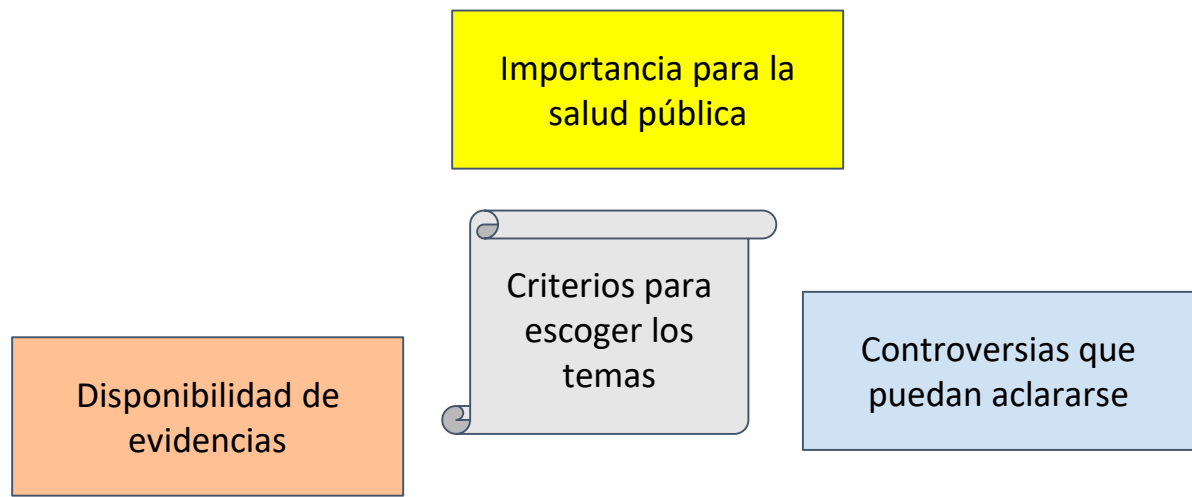 Importancia para la
salud pública
Criterios para
escoger los
temas
Controversias que
puedan aclararse
Disponibilidad de
evidencias